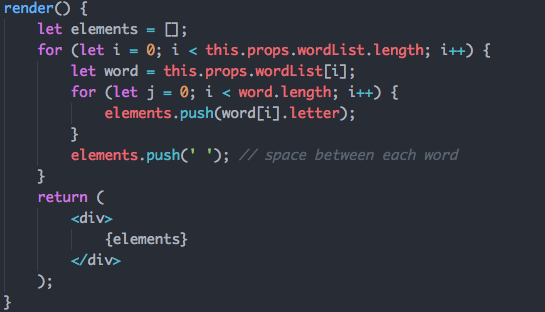 render() {
    let elements = [];
    for (let i = 0; i < this.props.wordList.length; i++) {
        let word = this.props.wordList[i];
        for (let j = 0; i < word.length; i++) {
            elements.push(word[i].letter);
        }
        elements.push(' '); // space between each word
    }
    return (
        <div>
            {elements}
        </div>
    );
}